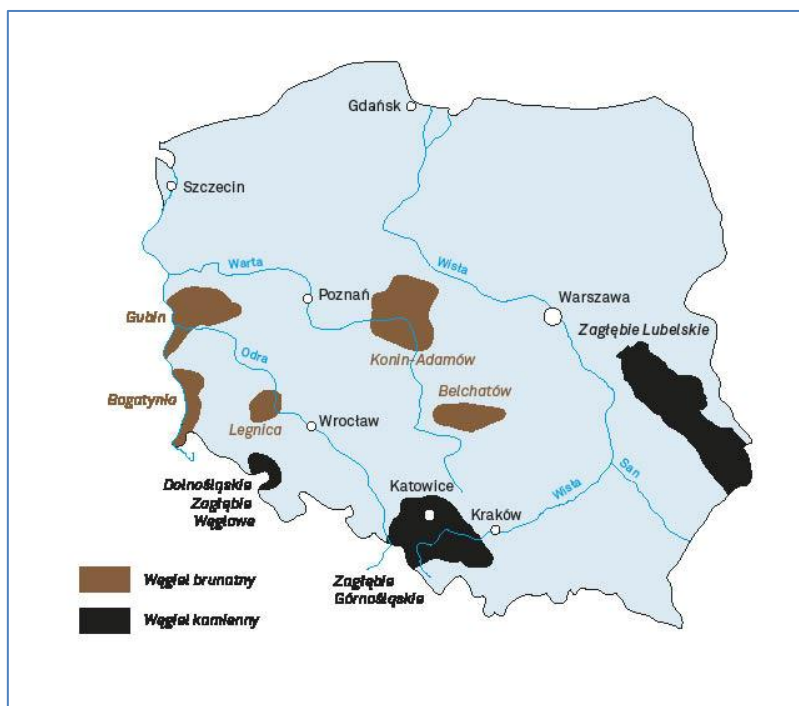 Gdańsk
Szczecin
Warta
Wisła
Poznań
Warszawa
Gubin
Zagłębie Lubelskie
Odra
Konin-Adamów
Bogatynia
Bełchatów
Legnica
Wrocław
San
Dolnośląskie
Zagłębie
Węglowe
Katowice
Kraków
Wisła
Węgiel brunatny
Zagłębie
Górnośląskie
Węgiel kamienny